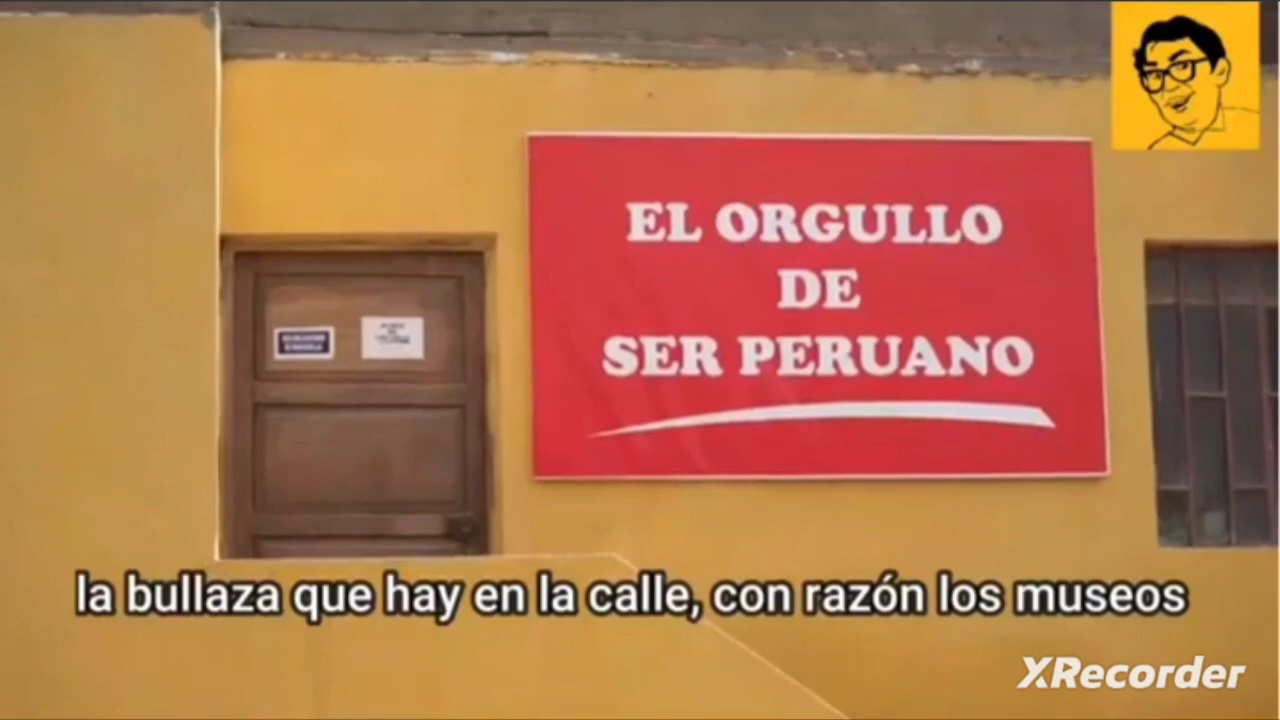 EL ORGULLO
DE
SER PERUANO
la bullaza que hay en la calle, con razón los museos
XRecorder